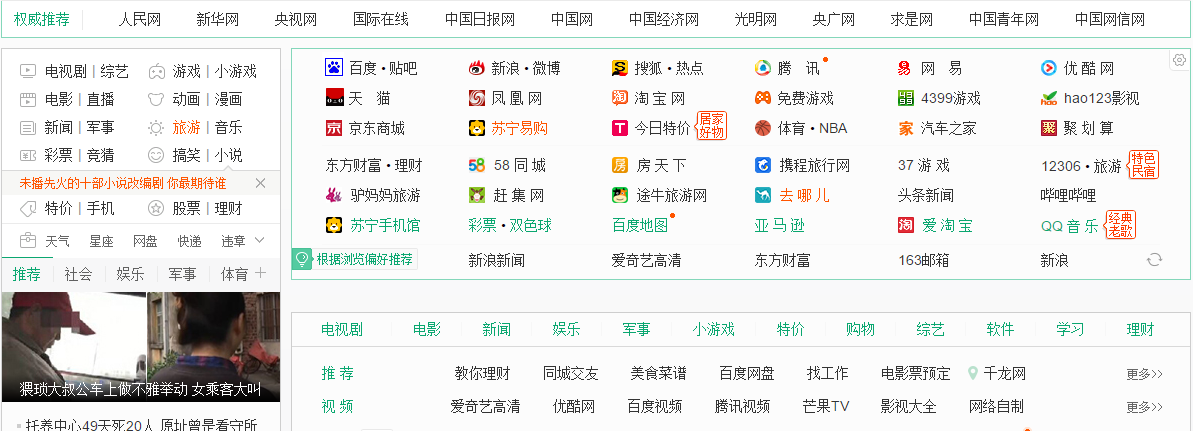 权威推荐 人民网 新华网 央视网 国际在线 中国日报网 中国网 中国经济网 光明网 央广网 求是网 中国青年网 中国网信网
电视剧 | 综艺 游戏 | 小游戏
电影 | 直播 动画 | 漫画
新闻 | 军事 旅游 | 音乐
彩票 | 竞猜 搞笑 | 小说
未播先火的十部小说改编剧 你最期待谁
特价 | 手机 股票 | 理财
天气 星座 网盘 快递 违章
推荐 社会 娱乐 军事 体育
猥琐大叔公车上做不雅举动 女乘客大叫
托养中心49天死20人 原址曾是看守所
百度 • 贴吧 新浪 • 微博 搜狐 • 热点 腾 讯 网 易 优 酷 网
天 猫 凤 凰 网 淘 宝 网 免费游戏 4399游戏 hao123影视
京东商城 苏宁易购 今日特价 居家好物 体育 • NBA 汽车之家 聚 划 算
东方财富 • 理财 58 同 城 房 天 下 携程旅行网 37 游 戏 12306 • 旅游 特色民宿
驴妈妈旅游 赶 集 网 途牛旅游网 去 哪 儿 头条新闻 哔哩哔哩
苏宁手机馆 彩票 • 双色球 百度地图 亚 马 逊 爱 淘 宝 QQ 音 乐 经典老歌
根据浏览偏好推荐 新浪新闻 爱奇艺高清 东方财富 163邮箱 新浪
电视剧 电影 新闻 娱乐 军事 小游戏 特价 购物 综艺 软件 学习 理财
推 荐 教你理财 同城交友 美食菜谱 百度网盘 找工作 电影票预定 千龙网 更多>>
视 频 爱奇艺高清 优酷网 百度视频 腾讯视频 芒果TV 影视大全 网络自制 更多>>